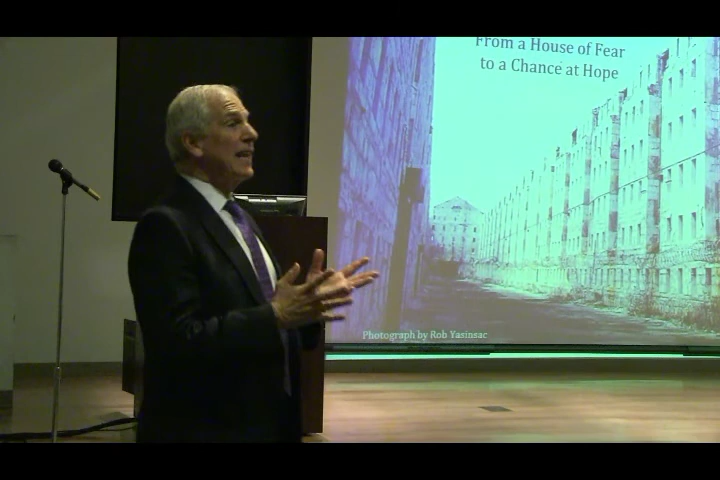 From a House of Fear
to a Chance at Hope
Photograph by Rob Yasinsac